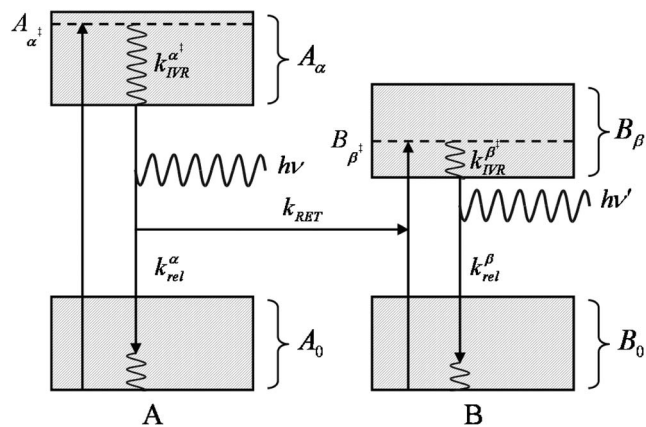 A_{α‡}
k_{IVR}^{α‡}
A_α
B_{β‡}
k_{IVR}^{β‡}
B_β
hν
hν'
k_{RET}
k_{rel}^α
k_{rel}^β
A_0
B_0
A
B